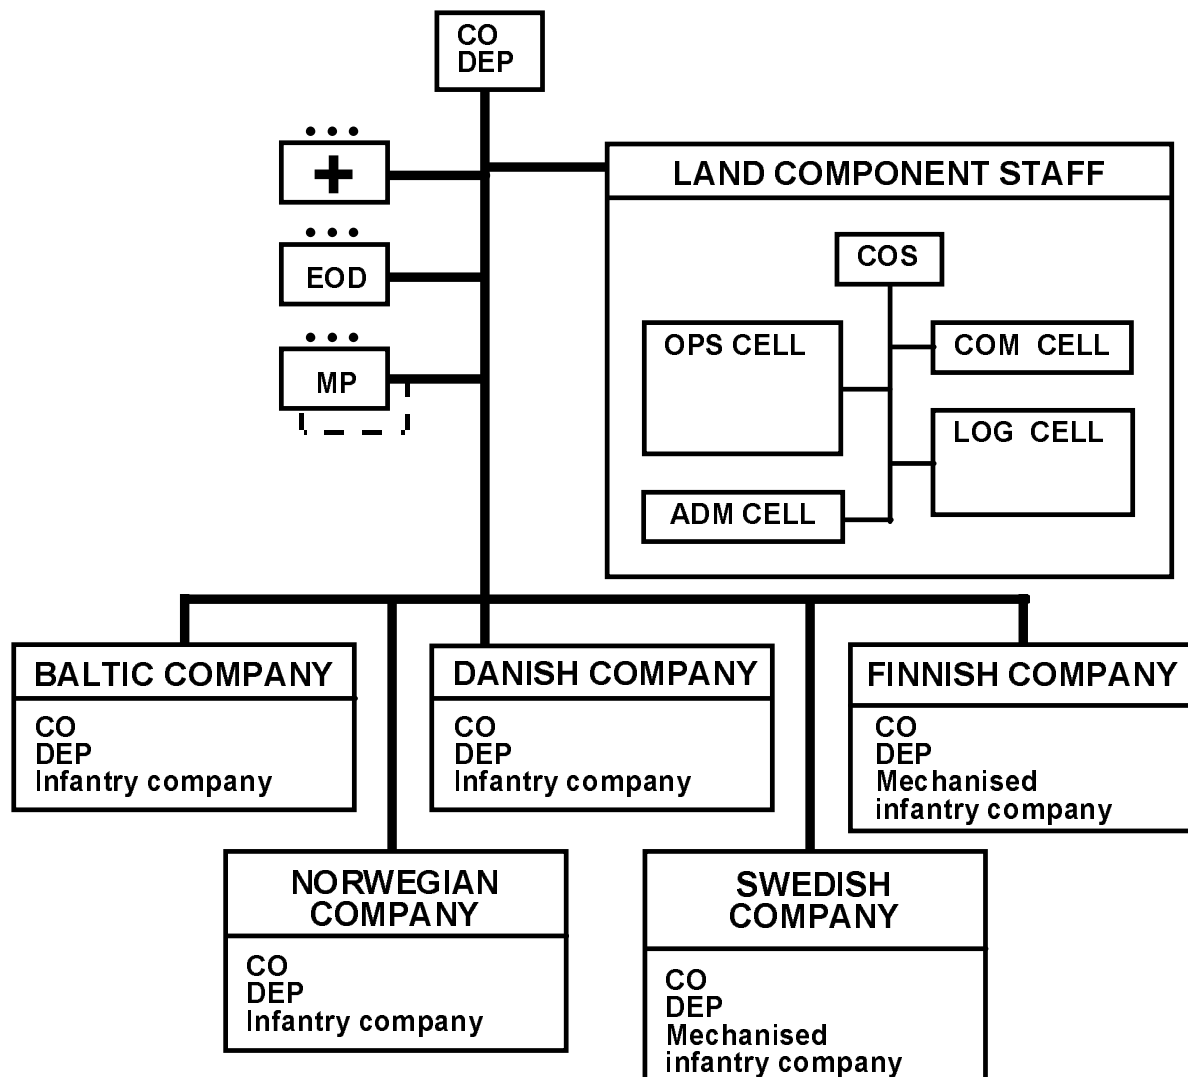 CO
DEP
LAND COMPONENT STAFF
COS
EOD
OPS CELL
COM CELL
MP
LOG CELL
ADM CELL
BALTIC COMPANY
CO
DEP
Infantry company
DANISH COMPANY
CO
DEP
Infantry company
FINNISH COMPANY
CO
DEP
Mechanised
infantry company
NORWEGIAN
COMPANY
CO
DEP
Infantry company
SWEDISH
COMPANY
CO
DEP
Mechanised
infantry company